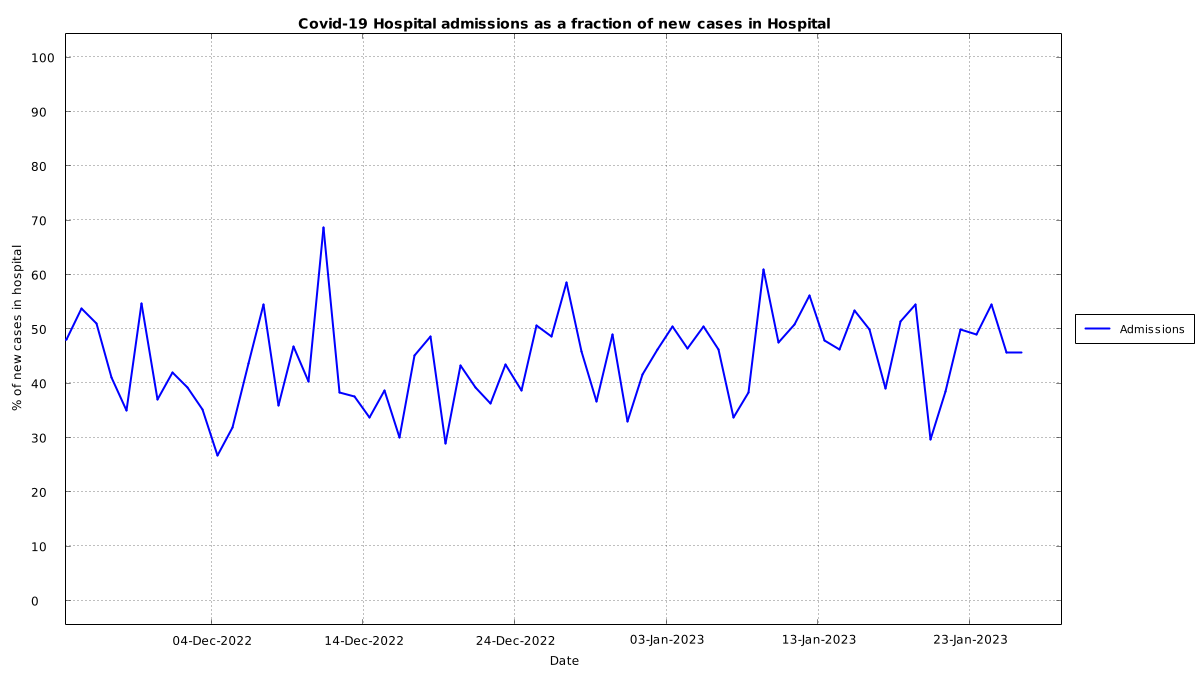 Covid-19 Hospital admissions as a fraction of new cases in Hospital
100
90
80
70
60
50
40
30
20
10
0
% of new cases in hospital
04-Dec-2022
14-Dec-2022
24-Dec-2022
03-Jan-2023
13-Jan-2023
23-Jan-2023
Date
Admissions